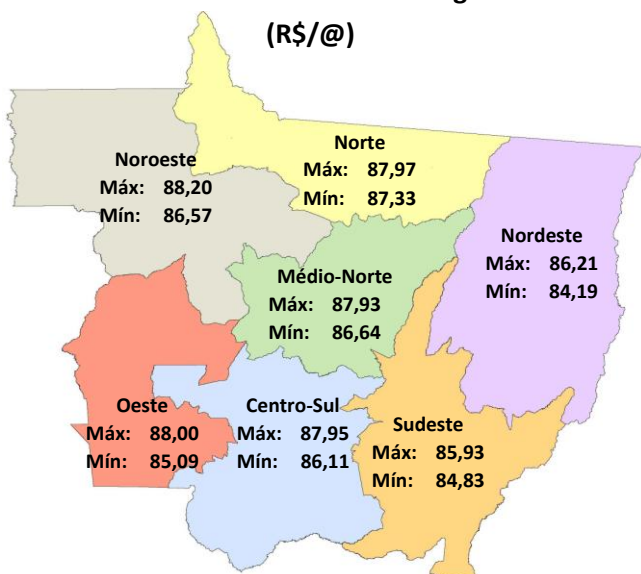 (R$/@)
Norte
Máx: 87,97
Mín: 87,33
Noroeste
Máx: 88,20
Mín: 86,57
Nordeste
Máx: 86,21
Mín: 84,19
Médio-Norte
Máx: 87,93
Mín: 86,64
Oeste
Máx: 88,00
Mín: 85,09
Centro-Sul
Máx: 87,95
Mín: 86,11
Sudeste
Máx: 85,93
Mín: 84,83